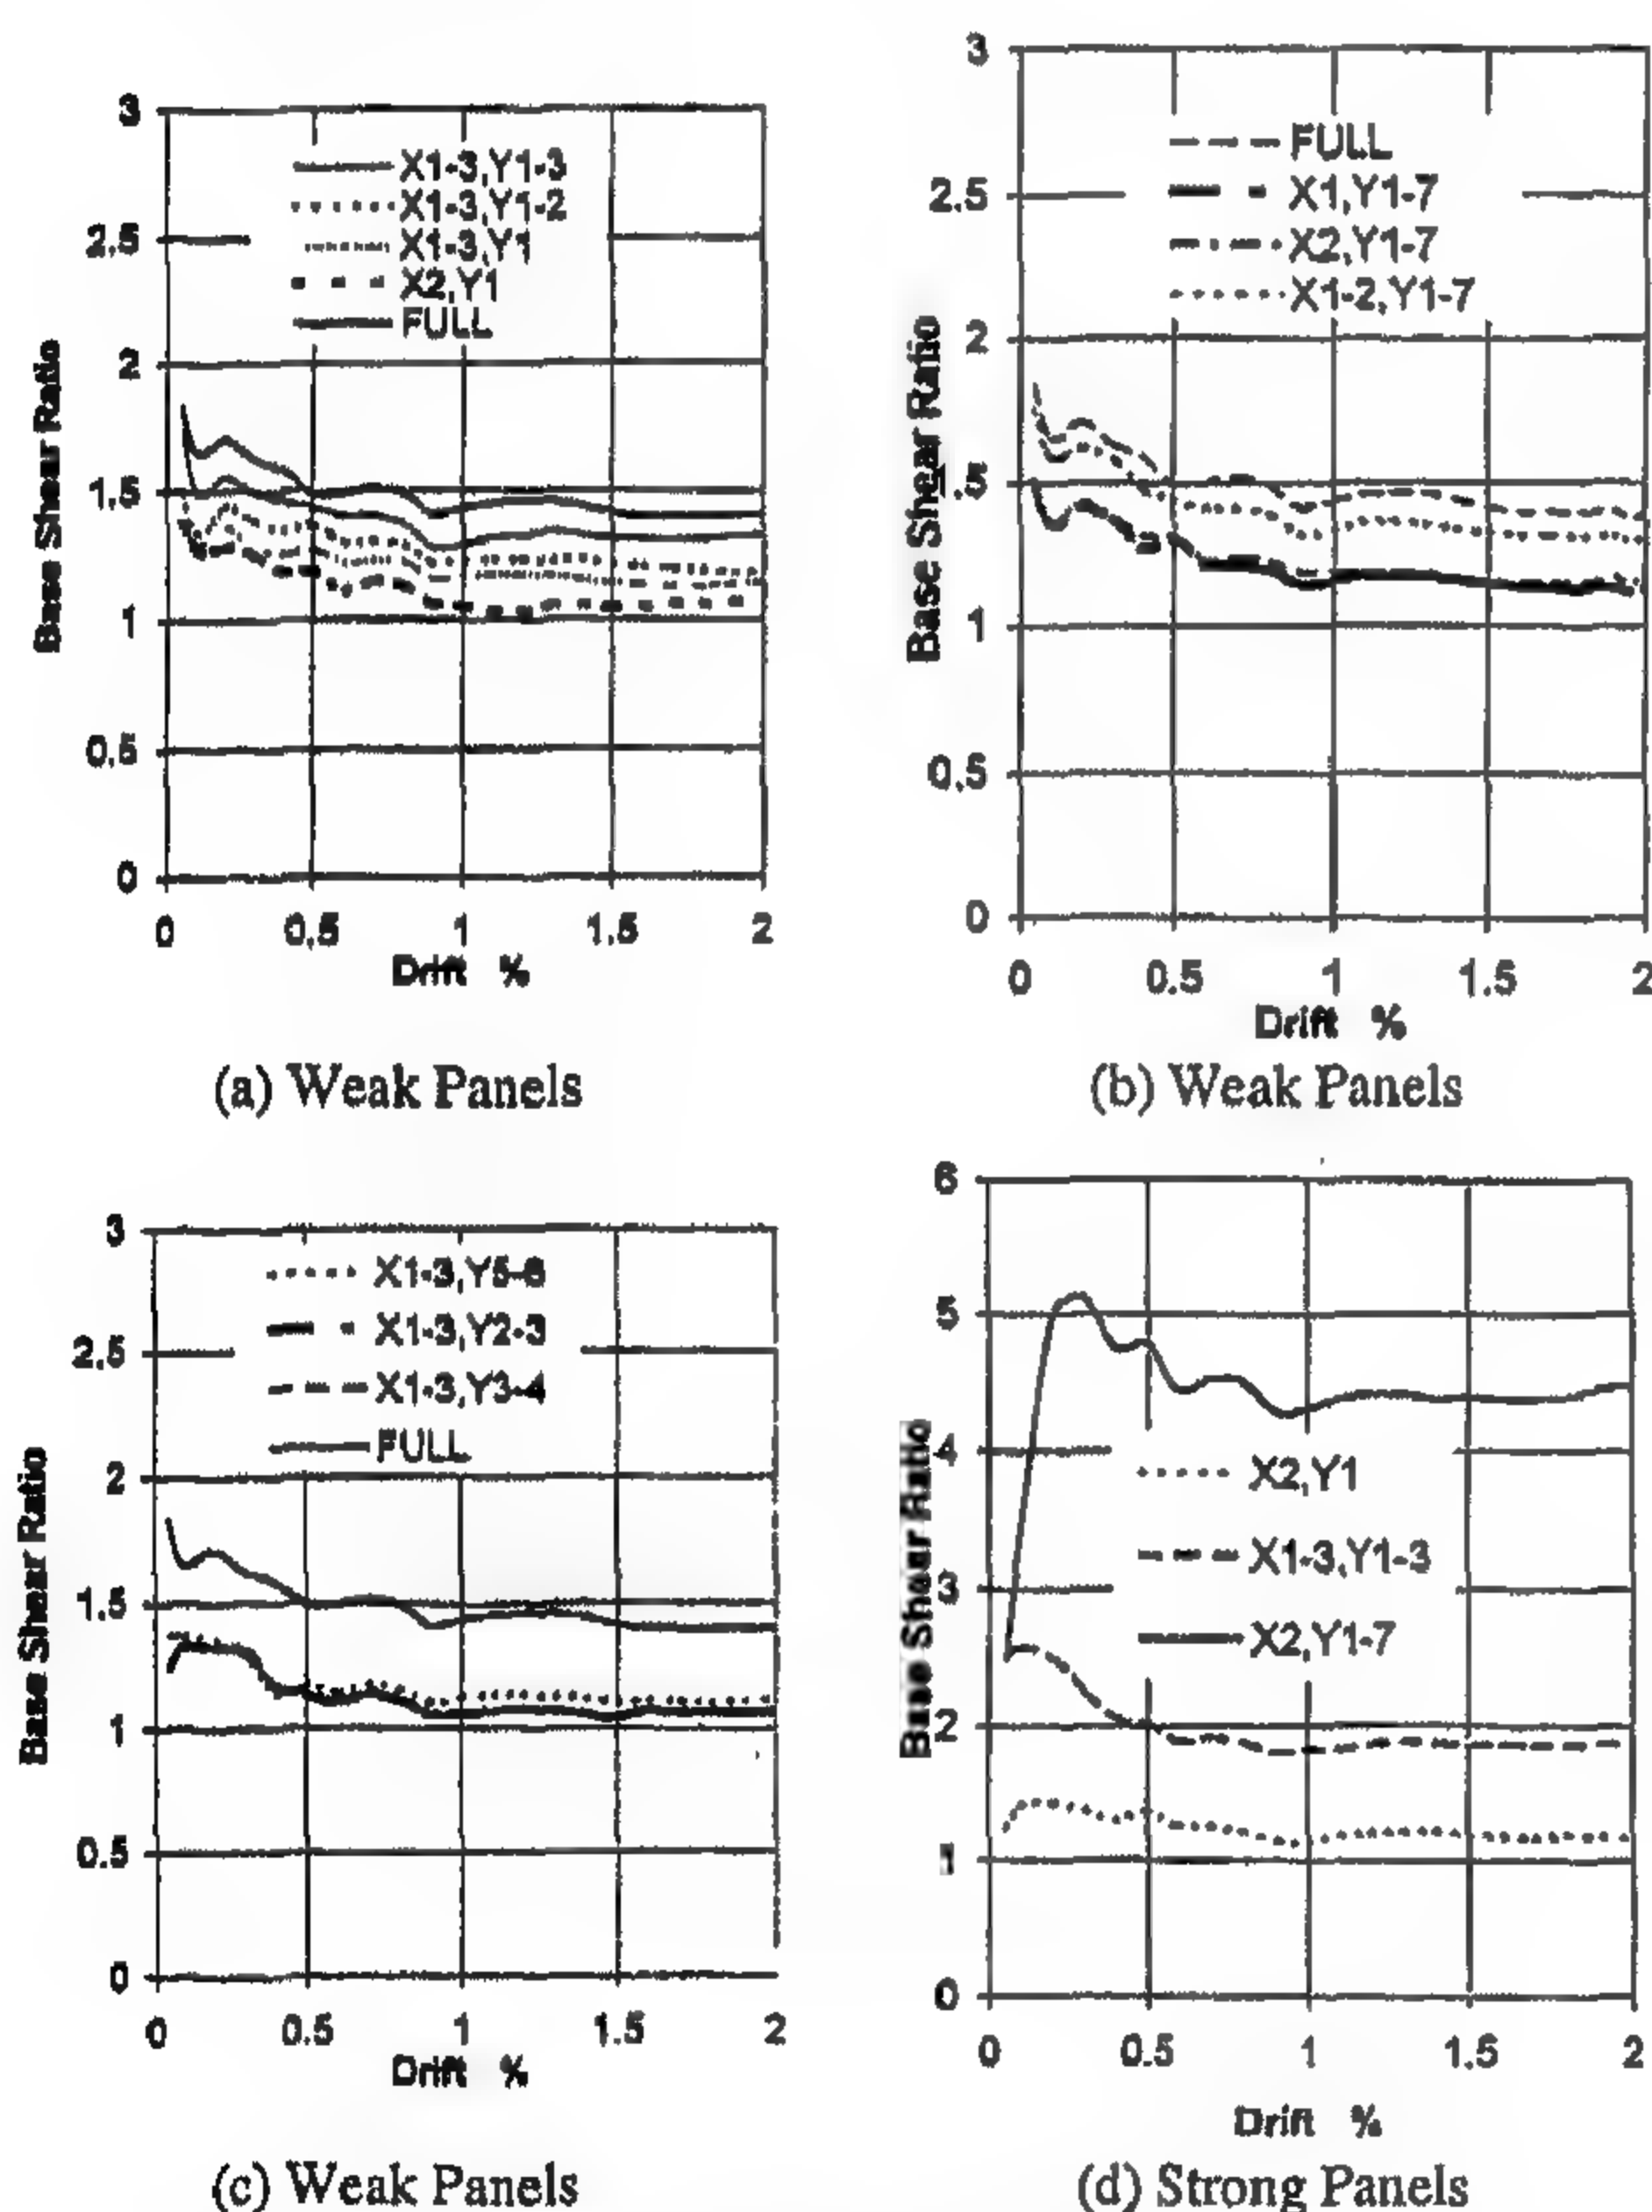 3
2.5
2
1.5
1
0.5
0
Base Shear Ratio
X1-3,Y1-3
X1-3,Y1-2
X1-3,Y1
X2,Y1
FULL
0 0.5 1 1.5 2
Drift %
(a) Weak Panels
3
2.5
2
.5
1
0.5
0
Base Shear Ratio
FULL
X1,Y1-7
X2,Y1-7
X1-2,Y1-7
0 0.5 1 1.5 2
Drift %
(b) Weak Panels
3
2.5
2
1.5
1
0.5
0
Base Shear Ratio
X1-3,Y5-6
X1-3,Y2-3
X1-3,Y3-4
FULL
0 0.5 1 1.5 2
Drift %
(c) Weak Panels
6
5
4
3
2
1
0
Base Shear Ratio
X2,Y1
X1-3,Y1-3
X2,Y1-7
0 0.5 1 1.5 2
Drift %
(d) Strong Panels